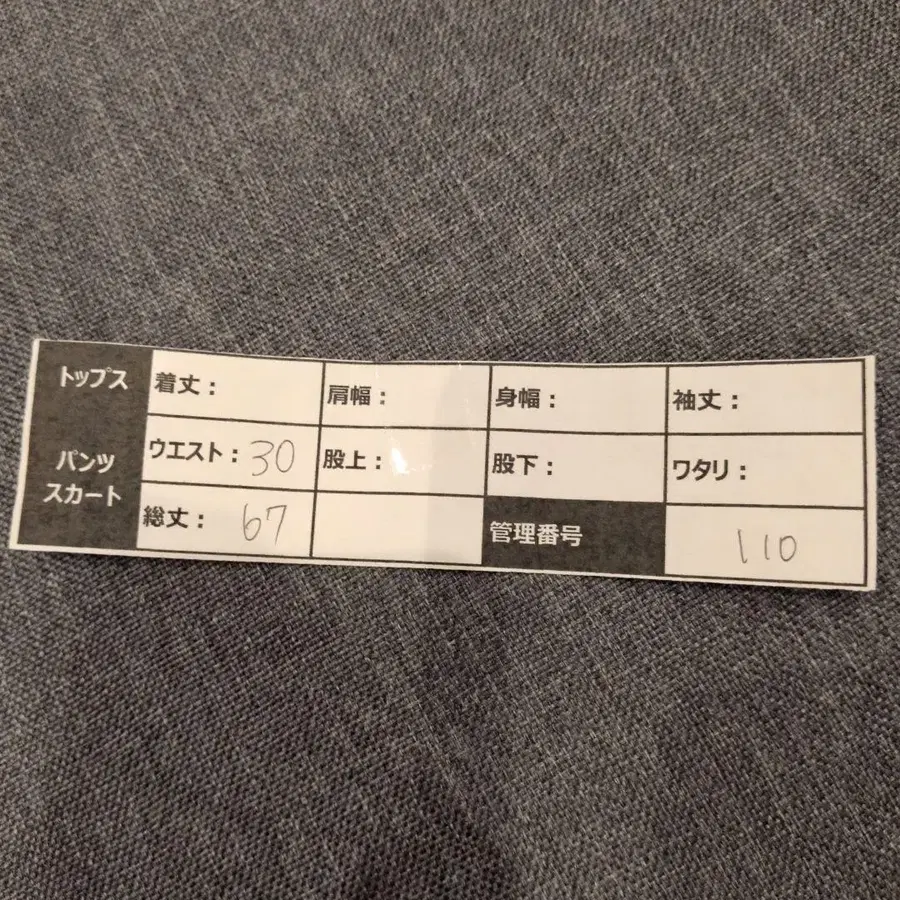 トップス 着丈： 肩幅： 身幅： 袖丈：
パンツ スカート ウエスト：30 股上： 股下： ワタリ：
総丈： 67 管理番号 110